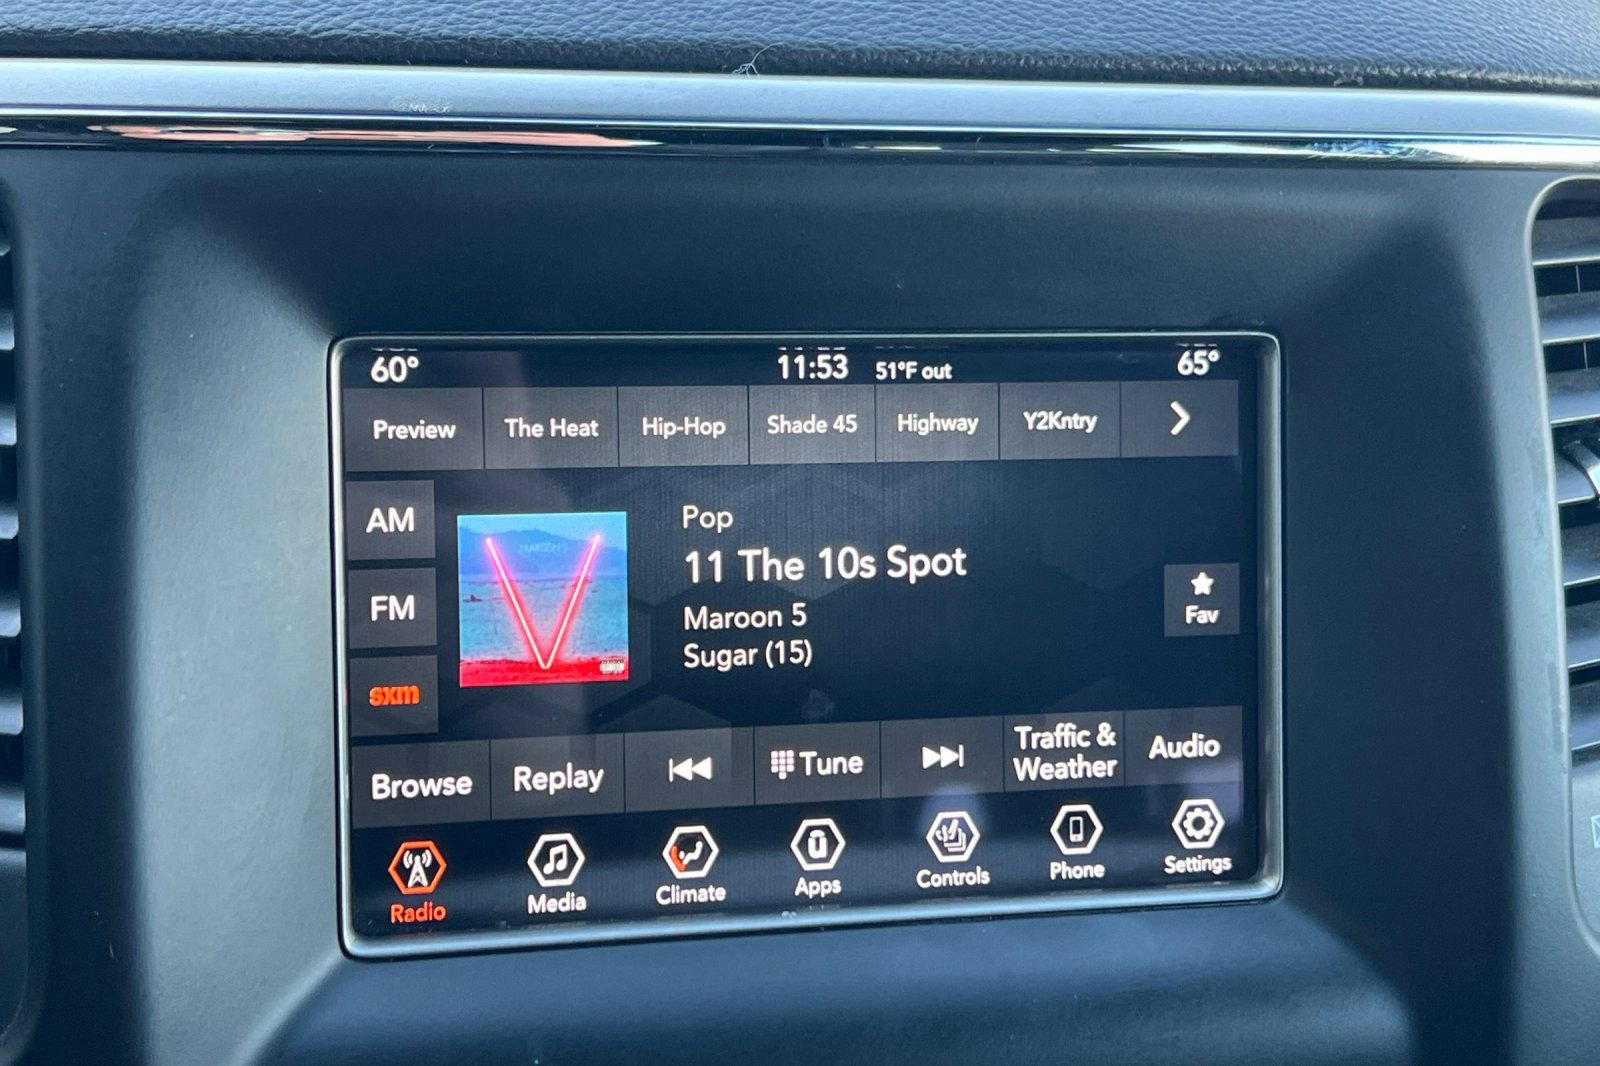 60°
11:53
51°F out
65°
Preview
The Heat
Hip-Hop
Shade 45
Highway
Y2Kntry
AM
FM
sxm
MAROON 5
Pop
11 The 10s Spot
Maroon 5
Sugar (15)
Fav
Browse
Replay
Tune
Traffic &
Weather
Audio
Radio
Media
Climate
Apps
Controls
Phone
Settings